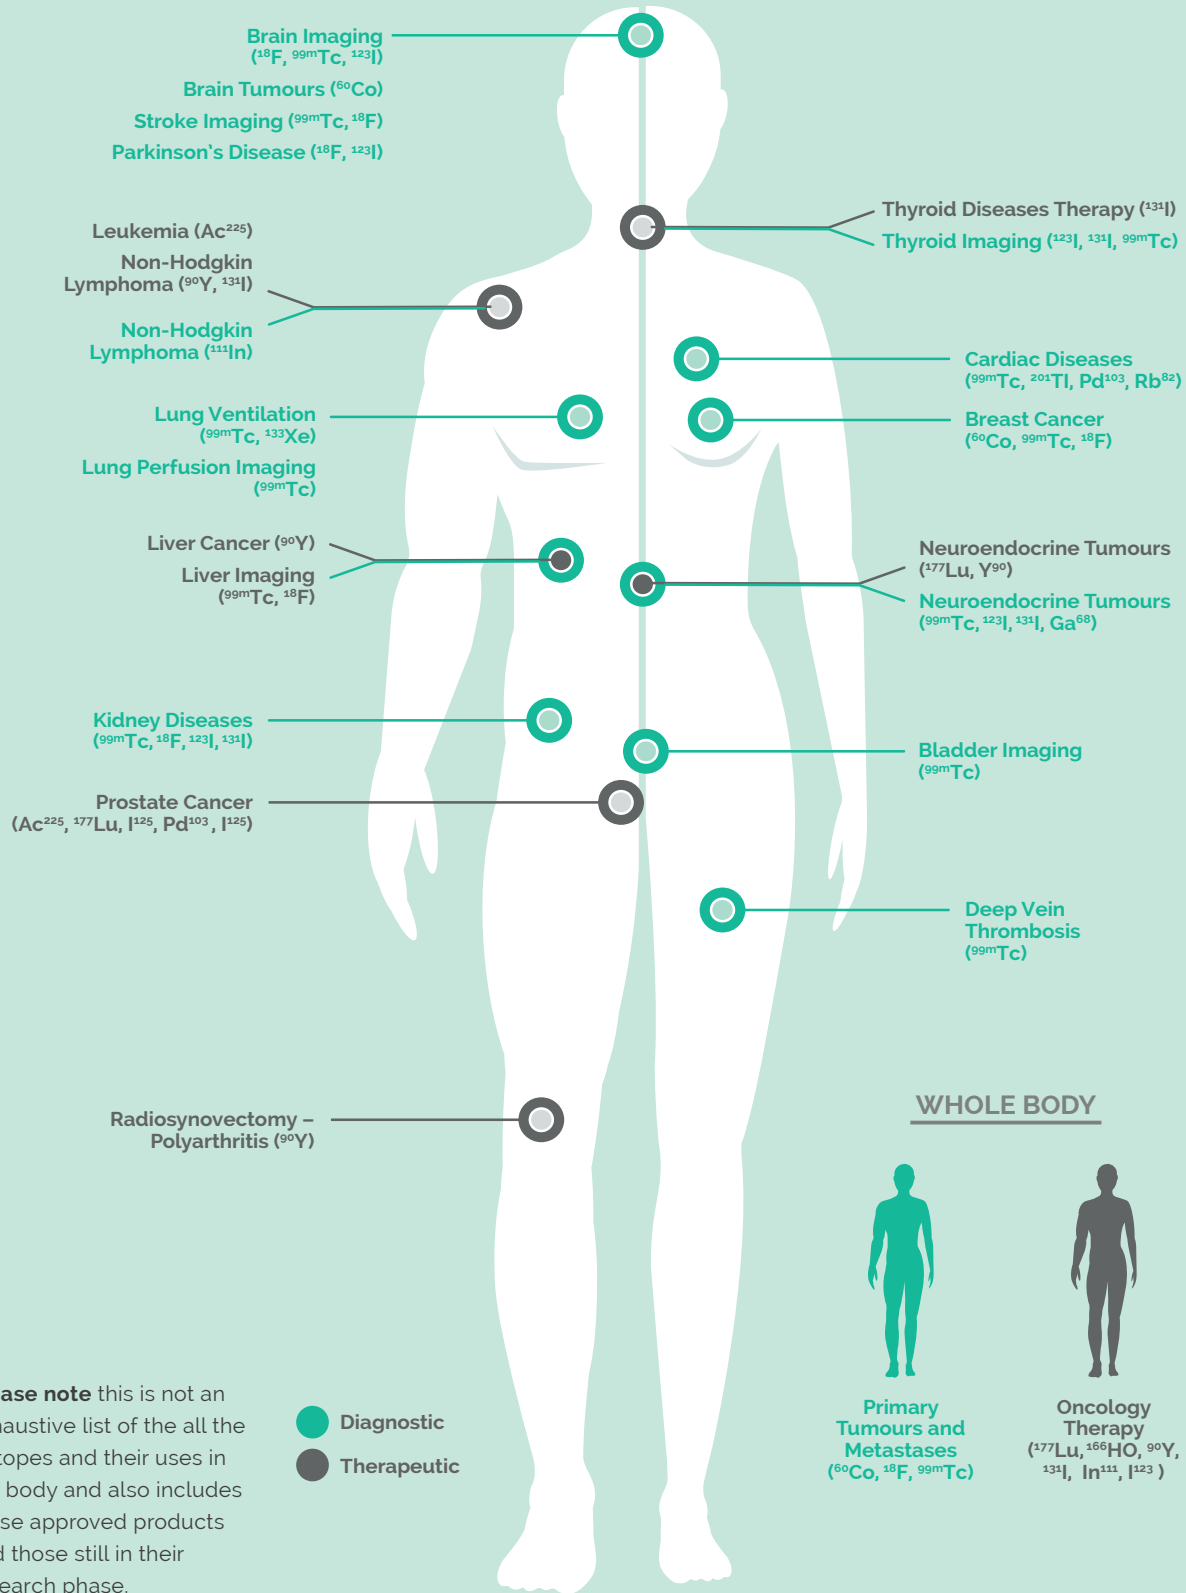 Brain Imaging
(¹⁸F, ⁹⁹ᵐTc, ¹²³I)
Brain Tumours (⁶⁰Co)
Stroke Imaging (⁹⁹ᵐTc, ¹⁸F)
Parkinson's Disease (¹⁸F, ¹²³I)
Leukemia (Ac²²⁵)
Non-Hodgkin
Lymphoma (⁹⁰Y, ¹³¹I)
Non-Hodgkin
Lymphoma (¹¹¹In)
Lung Ventilation
(⁹⁹ᵐTc, ¹³³Xe)
Lung Perfusion Imaging
(⁹⁹ᵐTc)
Liver Cancer (⁹⁰Y)
Liver Imaging
(⁹⁹ᵐTc, ¹⁸F)
Kidney Diseases
(⁹⁹ᵐTc, ¹⁸F, ¹²³I, ¹³¹I)
Prostate Cancer
(Ac²²⁵, ¹⁷⁷Lu, I¹²⁵, Pd¹⁰³ , I¹²⁵)
Radiosynovectomy –
Polyarthritis (⁹⁰Y)
Thyroid Diseases Therapy (¹³¹I)
Thyroid Imaging (¹²³I, ¹³¹I, ⁹⁹ᵐTc)
Cardiac Diseases
(⁹⁹ᵐTc, ²⁰¹Tl, Pd¹⁰³, Rb⁸²)
Breast Cancer
(⁶⁰Co, ⁹⁹ᵐTc, ¹⁸F)
Neuroendocrine Tumours
(¹⁷⁷Lu, Y⁹⁰)
Neuroendocrine Tumours
(⁹⁹ᵐTc, ¹²³I, ¹³¹I, Ga⁶⁸)
Bladder Imaging
(⁹⁹ᵐTc)
Deep Vein
Thrombosis
(⁹⁹ᵐTc)
WHOLE BODY
Primary
Tumours and
Metastases
(⁶⁰Co, ¹⁸F, ⁹⁹ᵐTc)
Oncology
Therapy
(¹⁷⁷Lu, ¹⁶⁶HO, ⁹⁰Y,
¹³¹I, In¹¹¹, I¹²³ )
ase note this is not an
haustive list of the all the
topes and their uses in
body and also includes
se approved products
d those still in their
earch phase.
Diagnostic
Therapeutic